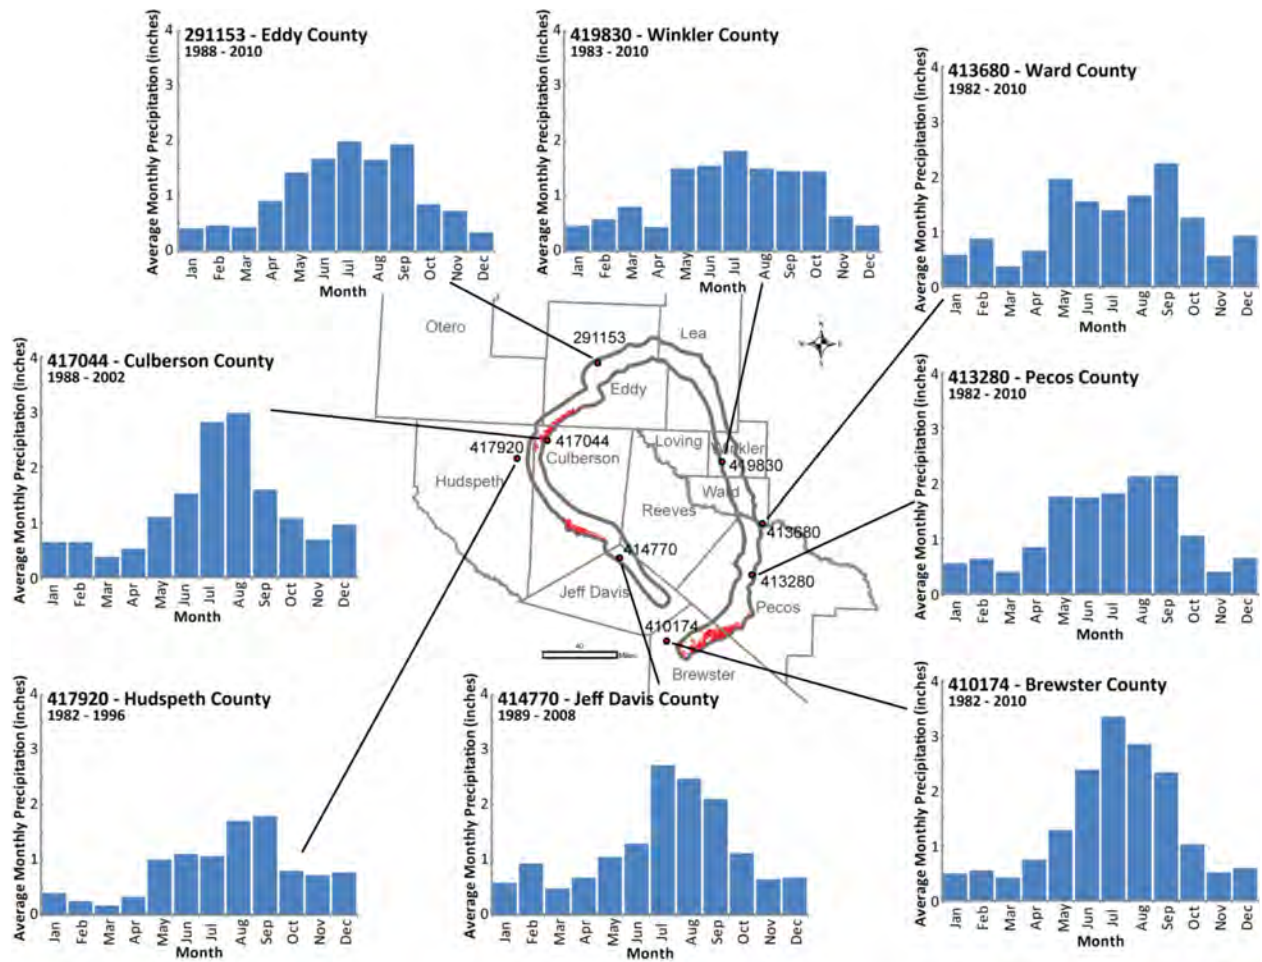 291153 - Eddy County
1988 - 2010
Average Monthly Precipitation (inches)
4
3
2
1
0
Jan Feb Mar Apr May Jun Jul Aug Sep Oct Nov Dec
Month
419830 - Winkler County
1983 - 2010
Average Monthly Precipitation (inches)
4
3
2
1
0
Jan Feb Mar Apr May Jun Jul Aug Sep Oct Nov Dec
Month
413680 - Ward County
1982 - 2010
Average Monthly Precipitation (inches)
4
3
2
1
0
Jan Feb Mar Apr May Jun Jul Aug Sep Oct Nov Dec
Month
417044 - Culberson County
1988 - 2002
Average Monthly Precipitation (inches)
4
3
2
1
0
Jan Feb Mar Apr May Jun Jul Aug Sep Oct Nov Dec
Month
Otero
Lea
291153
Eddy
417044
417920
Culberson
Loving
Winkler
419830
Hudspeth
Ward
Reeves
413680
414770
413280
Jeff Davis
Pecos
410174
40
Miles
Brewster
413280 - Pecos County
1982 - 2010
Average Monthly Precipitation (inches)
4
3
2
1
0
Jan Feb Mar Apr May Jun Jul Aug Sep Oct Nov Dec
Month
417920 - Hudspeth County
1982 - 1996
Average Monthly Precipitation (inches)
4
3
2
1
0
Jan Feb Mar Apr May Jun Jul Aug Sep Oct Nov Dec
Month
414770 - Jeff Davis County
1989 - 2008
Average Monthly Precipitation (inches)
4
3
2
1
0
Jan Feb Mar Apr May Jun Jul Aug Sep Oct Nov Dec
Month
410174 - Brewster County
1982 - 2010
Average Monthly Precipitation (inches)
4
3
2
1
0
Jan Feb Mar Apr May Jun Jul Aug Sep Oct Nov Dec
Month